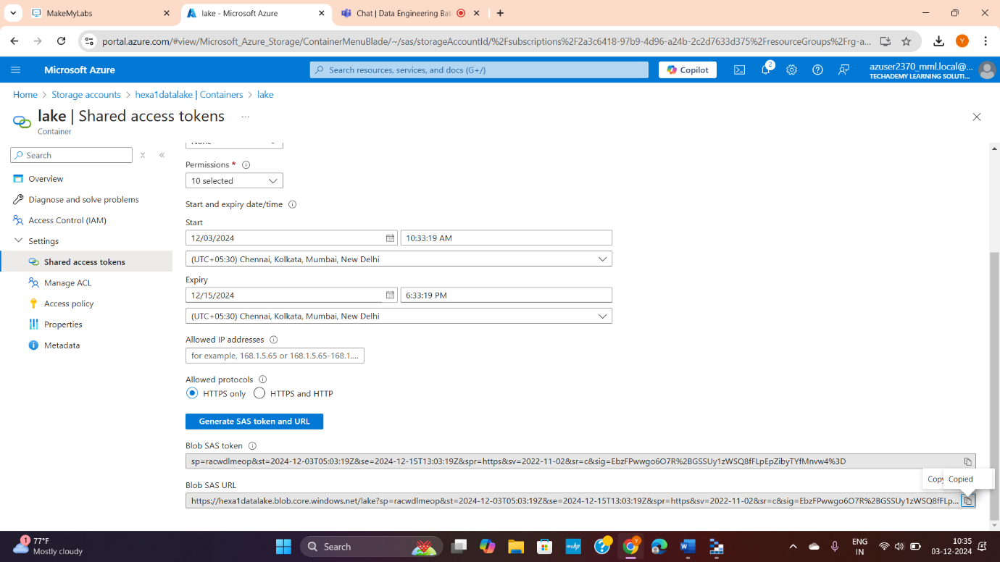 MakeMyLabs
lake - Microsoft Azure
Chat | Data Engineering Bat
portal.azure.com/#view/Microsoft_Azure_Storage/ContainerMenuBlade/~/sas/storageAccountId/%2Fsubscriptions%2F2a3c6418-97b9-4d96-a24b-2c2d7633d375%2FresourceGroups%2Frg-a...
Y
Microsoft Azure
Search resources, services, and docs (G+/)
Copilot
2
azuser2370_mml.local@...
TECHADEMY LEARNING SOLUTI...
Home > Storage accounts > hexa1datalake | Containers > lake
lake | Shared access tokens ...
Container
Search
Overview
Diagnose and solve problems
Access Control (IAM)
Settings
Shared access tokens
Manage ACL
Access policy
Properties
Metadata
None
Permissions *
10 selected
Start and expiry date/time
Start
12/03/2024 10:33:19 AM
(UTC+05:30) Chennai, Kolkata, Mumbai, New Delhi
Expiry
12/15/2024 6:33:19 PM
(UTC+05:30) Chennai, Kolkata, Mumbai, New Delhi
Allowed IP addresses
for example, 168.1.5.65 or 168.1.5.65-168.1....
Allowed protocols
HTTPS only HTTPS and HTTP
Generate SAS token and URL
Blob SAS token
sp=racwdlmeop&st=2024-12-03T05:03:19Z&se=2024-12-15T13:03:19Z&spr=https&sv=2022-11-02&sr=c&sig=EbzFPwwgo6O7R%2BGSSUy1zWSQ8fFLpEpZibyTYfMnvw4%3D
Copy Copied
Blob SAS URL
https://hexa1datalake.blob.core.windows.net/lake?sp=racwdlmeop&st=2024-12-03T05:03:19Z&se=2024-12-15T13:03:19Z&spr=https&sv=2022-11-02&sr=c&sig=EbzFPwwgo6O7R%2BGSSUy1zWSQ8fFLp...
1
77°F
Mostly cloudy
Search
ENG
IN
10:35
03-12-2024